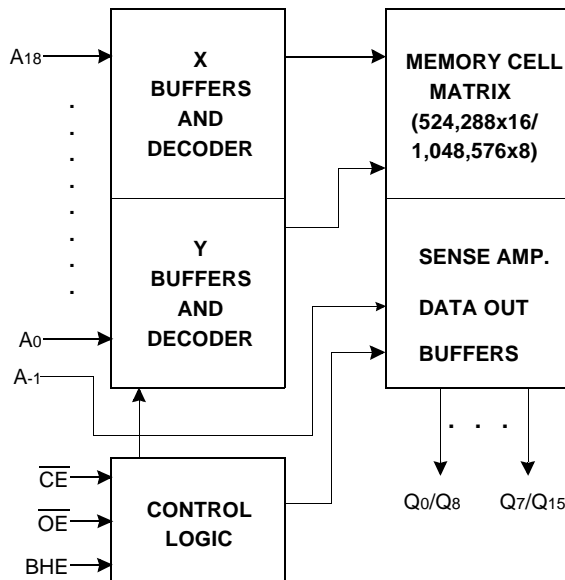 A18
X
BUFFERS
AND
DECODER
MEMORY CELL
MATRIX
(524,288x16/
1,048,576x8)
Y
BUFFERS
AND
DECODER
SENSE AMP.
DATA OUT
BUFFERS
A0
A-1
CE
OE
BHE
CONTROL
LOGIC
Q0/Q8
Q7/Q15